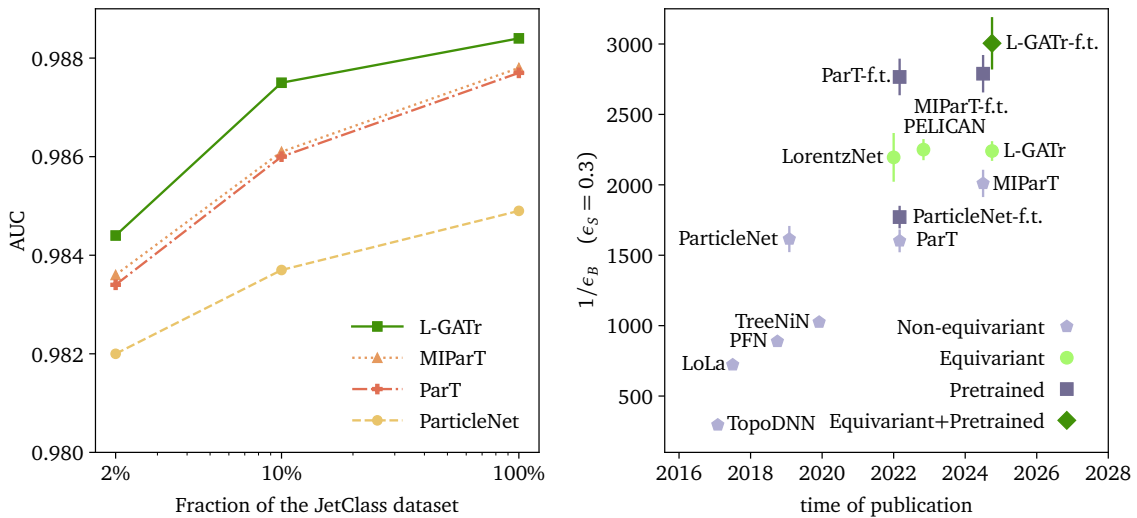 0.988
0.986
0.984
0.982
0.980
AUC
2%
10%
100%
Fraction of the JetClass dataset
L-GATr
MIParT
ParT
ParticleNet
3000
2500
2000
1500
1000
500
1/ϵ_B (ϵ_S = 0.3)
2016
2018
2020
2022
2024
2026
2028
time of publication
L-GATr-f.t.
ParT-f.t.
MIParT-f.t.
PELICAN
LorentzNet
L-GATr
MIParT
ParticleNet-f.t.
ParticleNet
ParT
TreeNiN
PFN
LoLa
TopoDNN
Non-equivariant
Equivariant
Pretrained
Equivariant+Pretrained